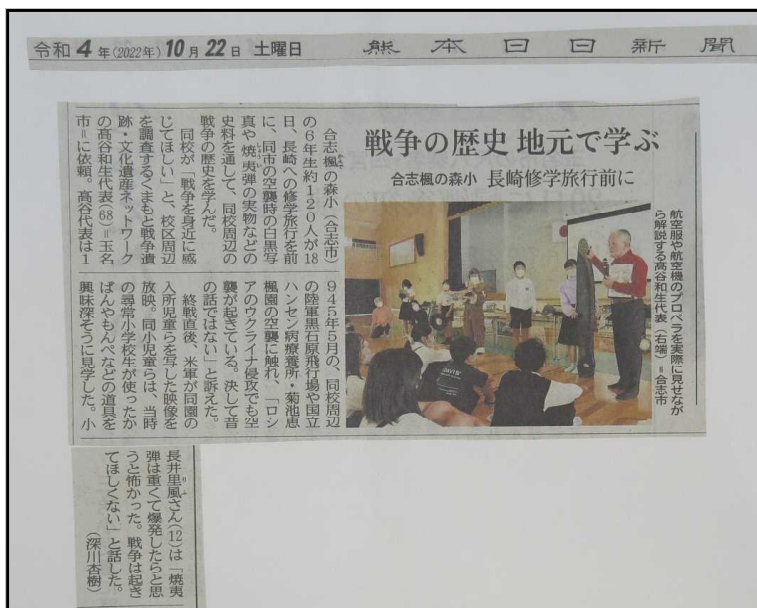 令和4年(2022年)10月22日 土曜日 熊本日日新聞
戦争の歴史 地元で学ぶ
合志楓の森小 長崎修学旅行前に
航空服や航空機のプロペラを実際に見せなが
ら解説する高谷和生代表(右端)=合志市
合志楓の森小(合志市)
の6年生約120人が18
日、長崎への修学旅行を前
に、同市の空襲時の白黒写
真や焼夷弾の実物などの
史料を通して、同校周辺の
戦争の歴史を学んだ。
同校が「戦争を身近に感
じてほしい」と、校区周辺
を調査するくまもと戦争遺
跡・文化遺産ネットワーク
の高谷和生代表(68)=玉名
市=に依頼。高谷代表は1
945年5月の、同校周辺
の陸軍黒石原飛行場や国立
ハンセン病療養所・菊池恵
楓園の空襲に触れ、「ロシ
アのウクライナ侵攻でも空
襲が起きている。決して昔
の話ではない」と訴えた。
終戦直後、米軍が同園の
入所児童らを写した映像を
放映。同小児童らは、当時
の尋常小学校生が使ったか
ばんやもんぺなどの道具を
興味深そうに見学した。小
長井里風さん(12)は「焼夷
弾は重くて爆発したらと思
うと怖かった。戦争は起き
てほしくない」と話した。
(深川杏樹)